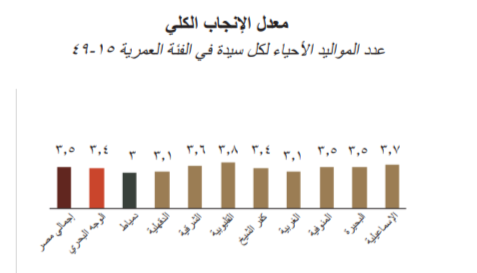 معدل الإنجاب الكلي
عدد المواليد الأحياء لكل سيدة في الفئة العمرية ١٥-٤٩
٣,٥ ٣,٤ ٣ ٣,١ ٣,٦ ٣,٨ ٣,٤ ٣,١ ٣,٥ ٣,٥ ٣,٧
إجمالي مصر
الوجه البحري
دمياط
الدقهلية
الشرقية
القليوبية
كفر الشيخ
الغربية
المنوفية
البحيرة
الإسماعيلية